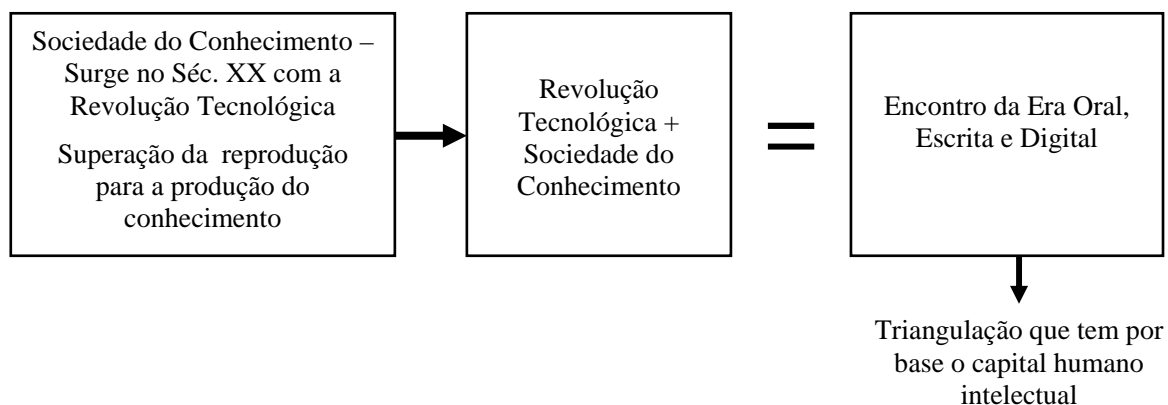 Sociedade do Conhecimento –
Surge no Séc. XX com a
Revolução Tecnológica
Superação da reprodução
para a produção do
conhecimento
Revolução
Tecnológica +
Sociedade do
Conhecimento
=
Encontro da Era Oral,
Escrita e Digital
Triangulação que tem por
base o capital humano
intelectual